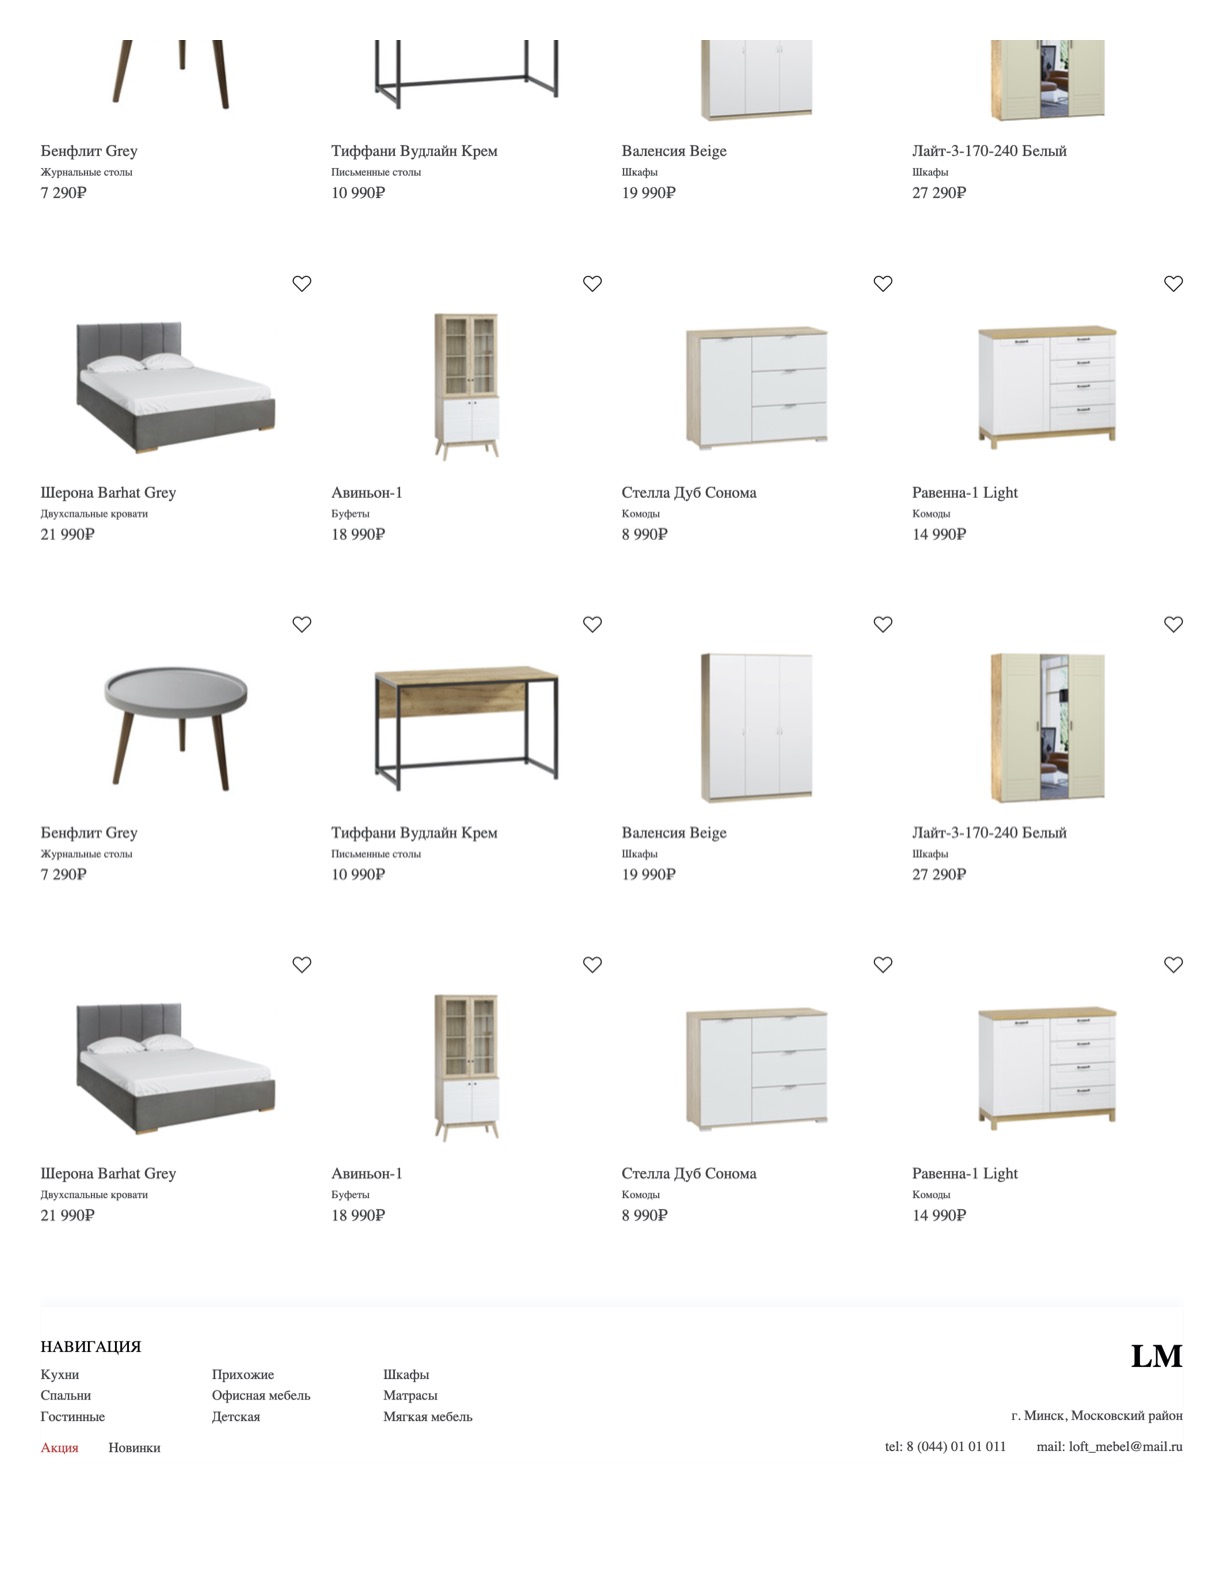 Бенфлит Grey
Журнальные столы
7 290₽
Тиффани Вудлайн Крем
Письменные столы
10 990₽
Валенсия Beige
Шкафы
19 990₽
Лайт-3-170-240 Белый
Шкафы
27 290₽
Шерона Barhat Grey
Двухспальные кровати
21 990₽
Авиньон-1
Буфеты
18 990₽
Стелла Дуб Сонома
Комоды
8 990₽
Равенна-1 Light
Комоды
14 990₽
Бенфлит Grey
Журнальные столы
7 290₽
Тиффани Вудлайн Крем
Письменные столы
10 990₽
Валенсия Beige
Шкафы
19 990₽
Лайт-3-170-240 Белый
Шкафы
27 290₽
Шерона Barhat Grey
Двухспальные кровати
21 990₽
Авиньон-1
Буфеты
18 990₽
Стелла Дуб Сонома
Комоды
8 990₽
Равенна-1 Light
Комоды
14 990₽
НАВИГАЦИЯ
Кухни
Спальни
Гостинные
Прихожие
Офисная мебель
Детская
Шкафы
Матрасы
Мягкая мебель
Акция
Новинки
LM
г. Минск, Московский район
tel: 8 (044) 01 01 011
mail: loft_mebel@mail.ru